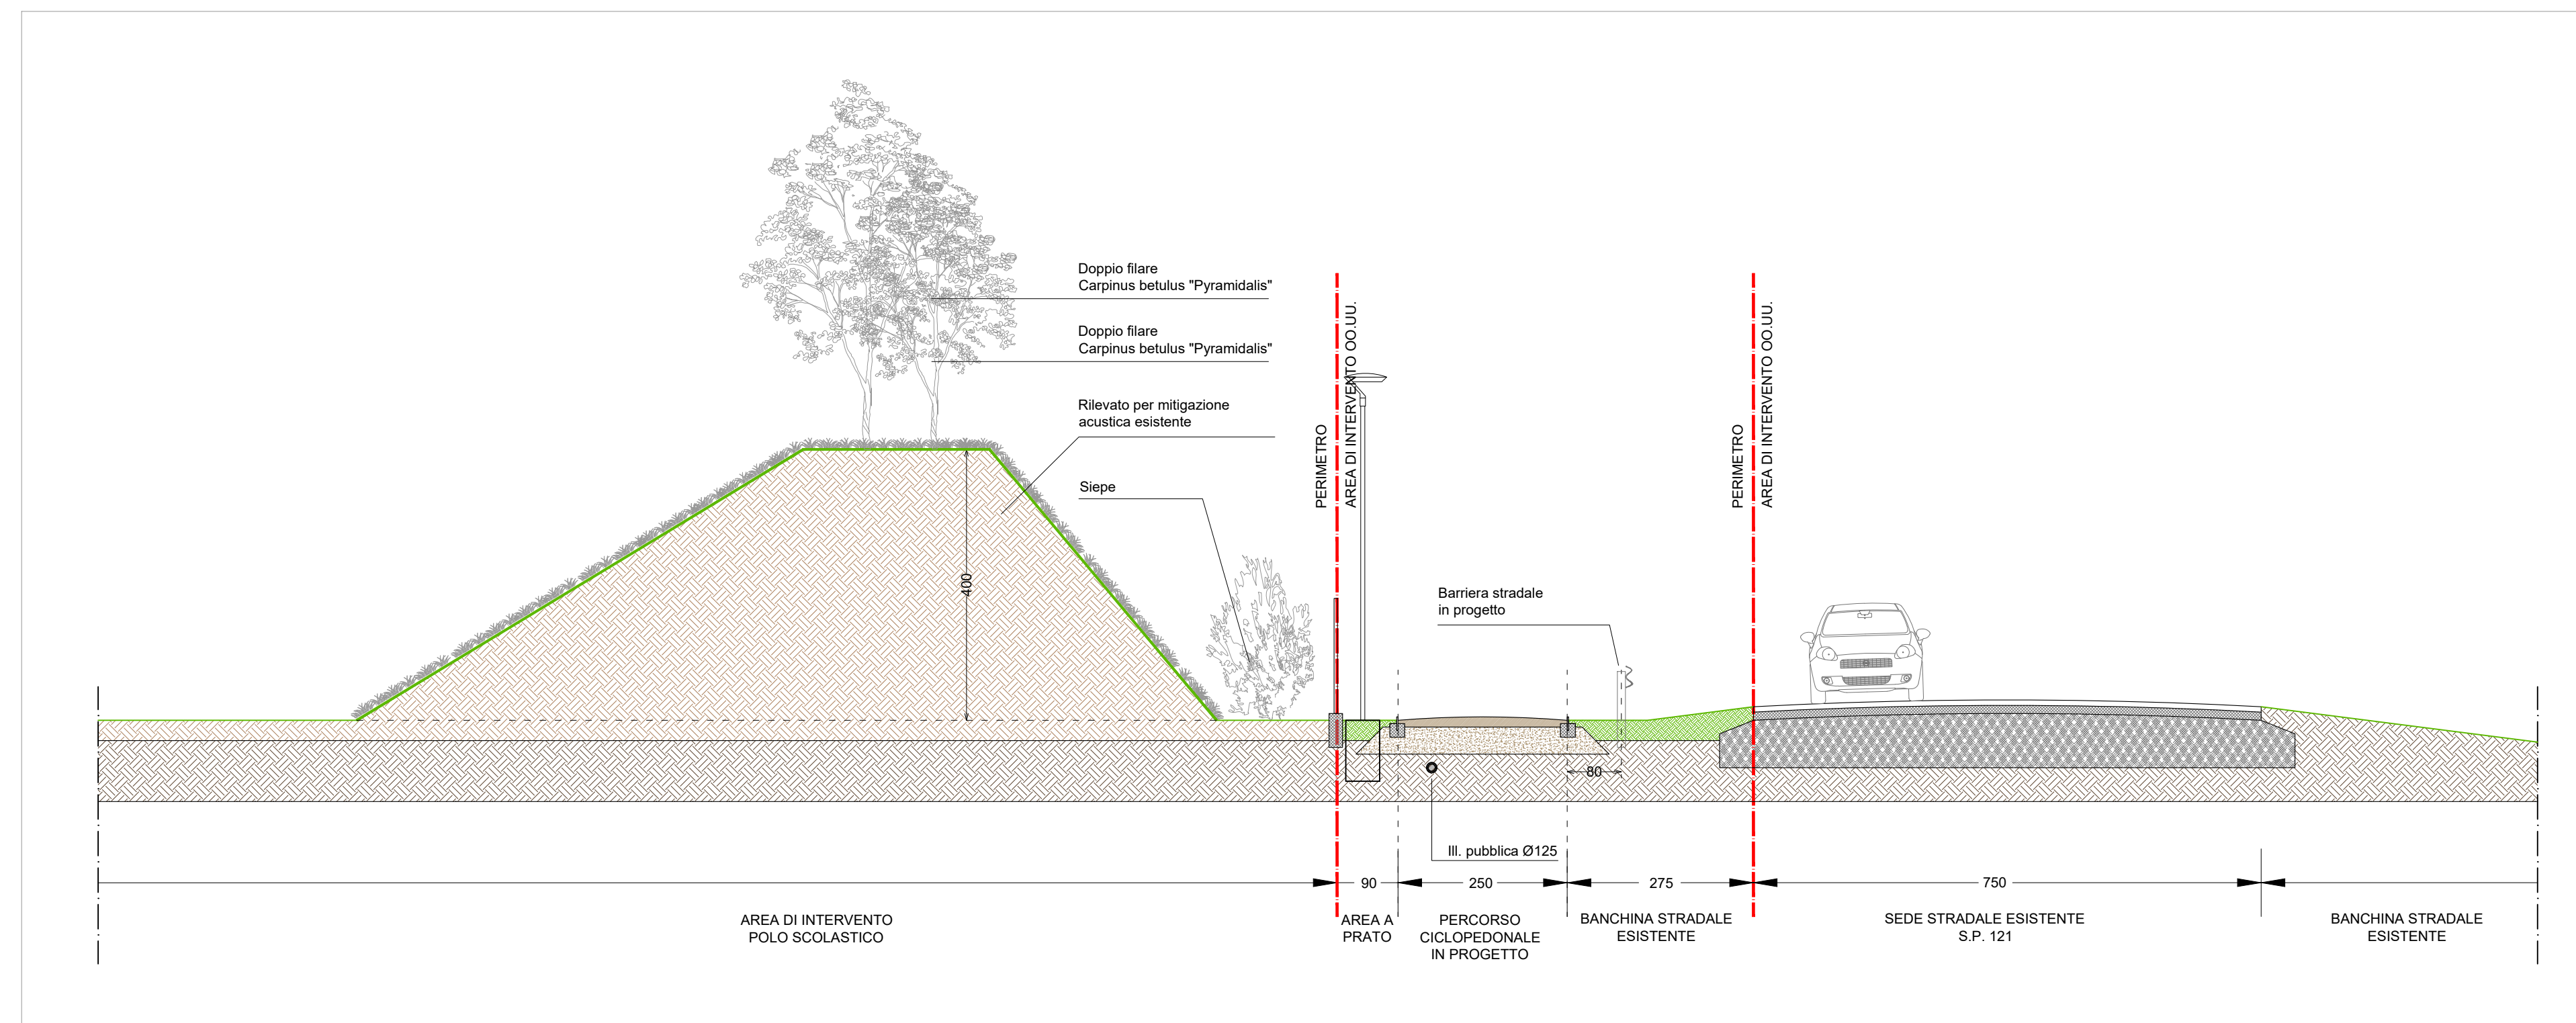 Doppio filare
Carpinus betulus "Pyramidalis"
Doppio filare
Carpinus betulus "Pyramidalis"
Rilevato per mitigazione
acustica esistente
Siepe
400
PERIMETRO
AREA DI INTERVENTO OO.UU.
PERIMETRO
AREA DI INTERVENTO OO.UU.
Barriera stradale
in progetto
80
Ill. pubblica Ø125
90
250
275
750
AREA DI INTERVENTO
POLO SCOLASTICO
AREA A
PRATO
PERCORSO
CICLOPEDONALE
IN PROGETTO
BANCHINA STRADALE
ESISTENTE
SEDE STRADALE ESISTENTE
S.P. 121
BANCHINA STRADALE
ESISTENTE